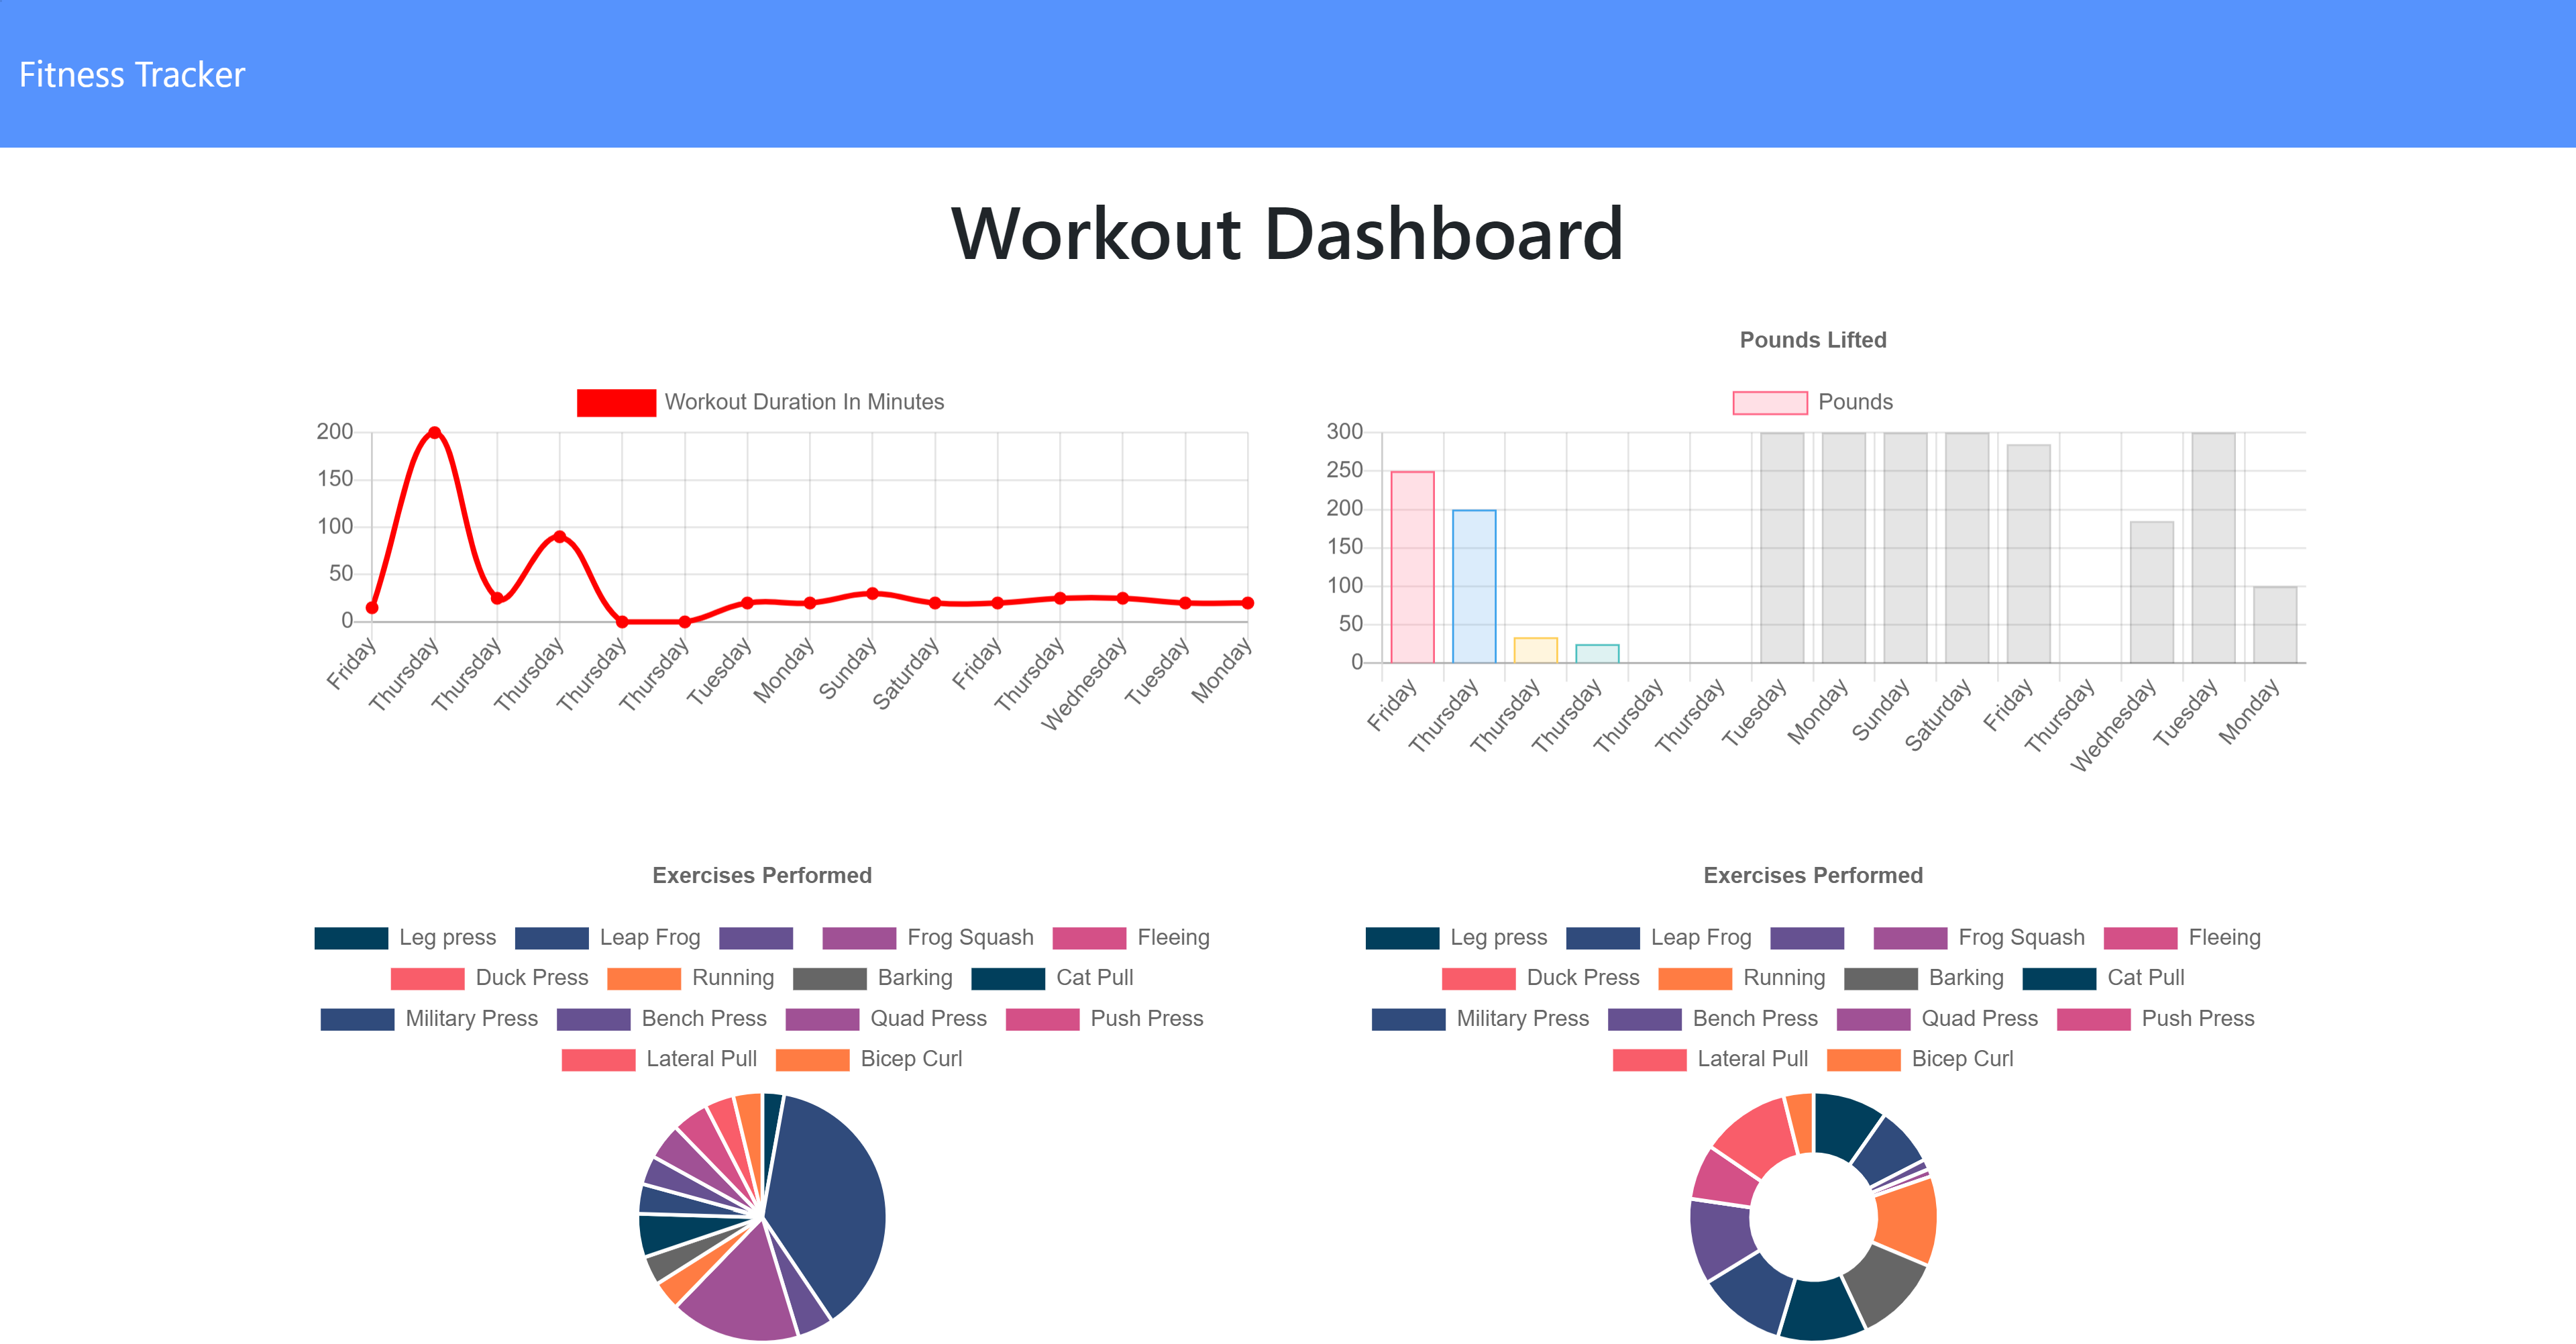 Fitness Tracker
Workout Dashboard
Workout Duration In Minutes
200
150
100
50
0
Friday Thursday Thursday Thursday Thursday Thursday Tuesday Monday Sunday Saturday Friday Thursday Wednesday Tuesday Monday
Pounds Lifted
Pounds
300
250
200
150
100
50
0
Friday Thursday Thursday Thursday Thursday Thursday Tuesday Monday Sunday Saturday Friday Thursday Wednesday Tuesday Monday
Exercises Performed
Leg press Leap Frog Frog Squash Fleeing
Duck Press Running Barking Cat Pull
Military Press Bench Press Quad Press Push Press
Lateral Pull Bicep Curl
Exercises Performed
Leg press Leap Frog Frog Squash Fleeing
Duck Press Running Barking Cat Pull
Military Press Bench Press Quad Press Push Press
Lateral Pull Bicep Curl